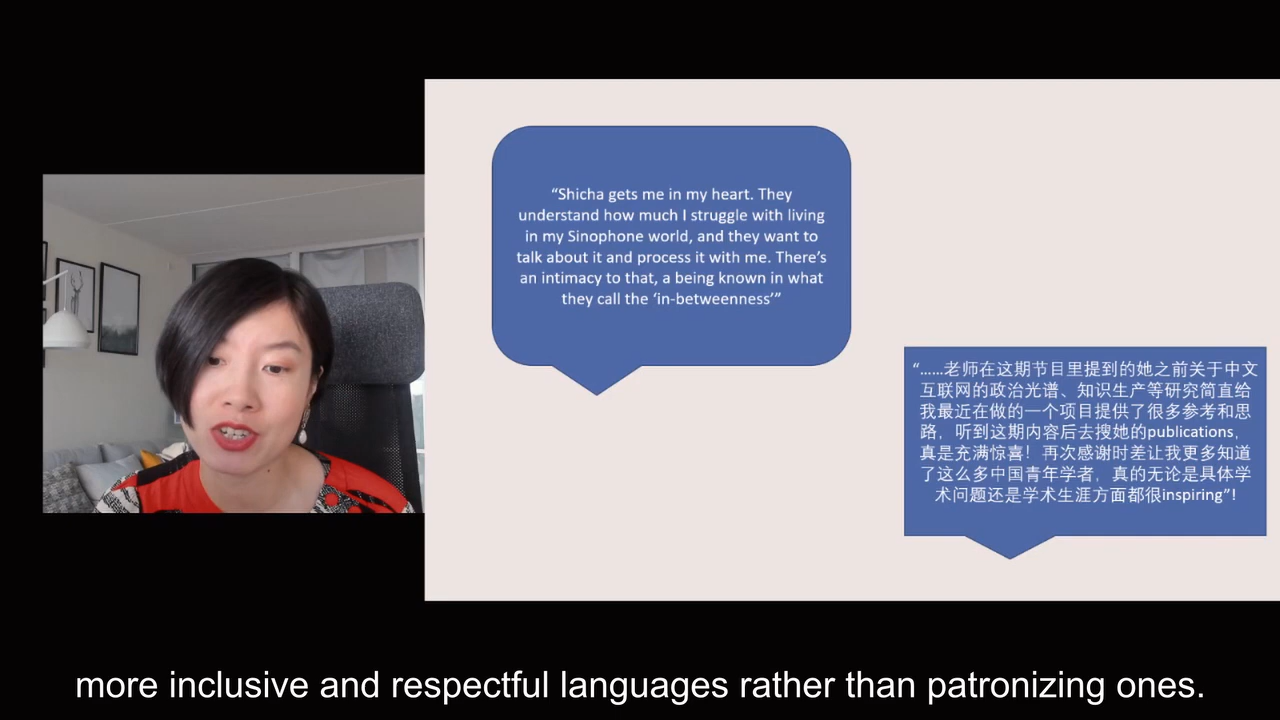 “Shicha gets me in my heart. They
understand how much I struggle with living
in my Sinophone world, and they want to
talk about it and process it with me. There’s
an intimacy to that, a being known in what
they call the ‘in-betweenness’”
“......老师在这期节目里提到的她之前关于中文
互联网的政治光谱、知识生产等研究简直给
我最近在做的一个项目提供了很多参考和思
路，听到这期内容后去搜她的publications，
真是充满惊喜！再次感谢时差让我更多知道
了这么多中国青年学者，真的无论是具体学
术问题还是学术生涯方面都很inspiring”!
more inclusive and respectful languages rather than patronizing ones.